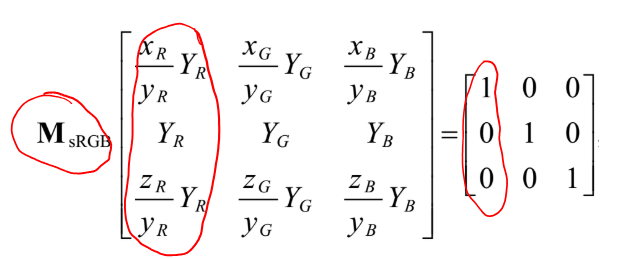 M_sRGB [ x_R/y_R Y_R   x_G/y_G Y_G   x_B/y_B Y_B ] = [ 1 0 0 ]
[ Y_R   Y_G   Y_B ]   [ 0 1 0 ]
[ z_R/y_R Y_R   z_G/y_G Y_G   z_B/y_B Y_B ]   [ 0 0 1 ]